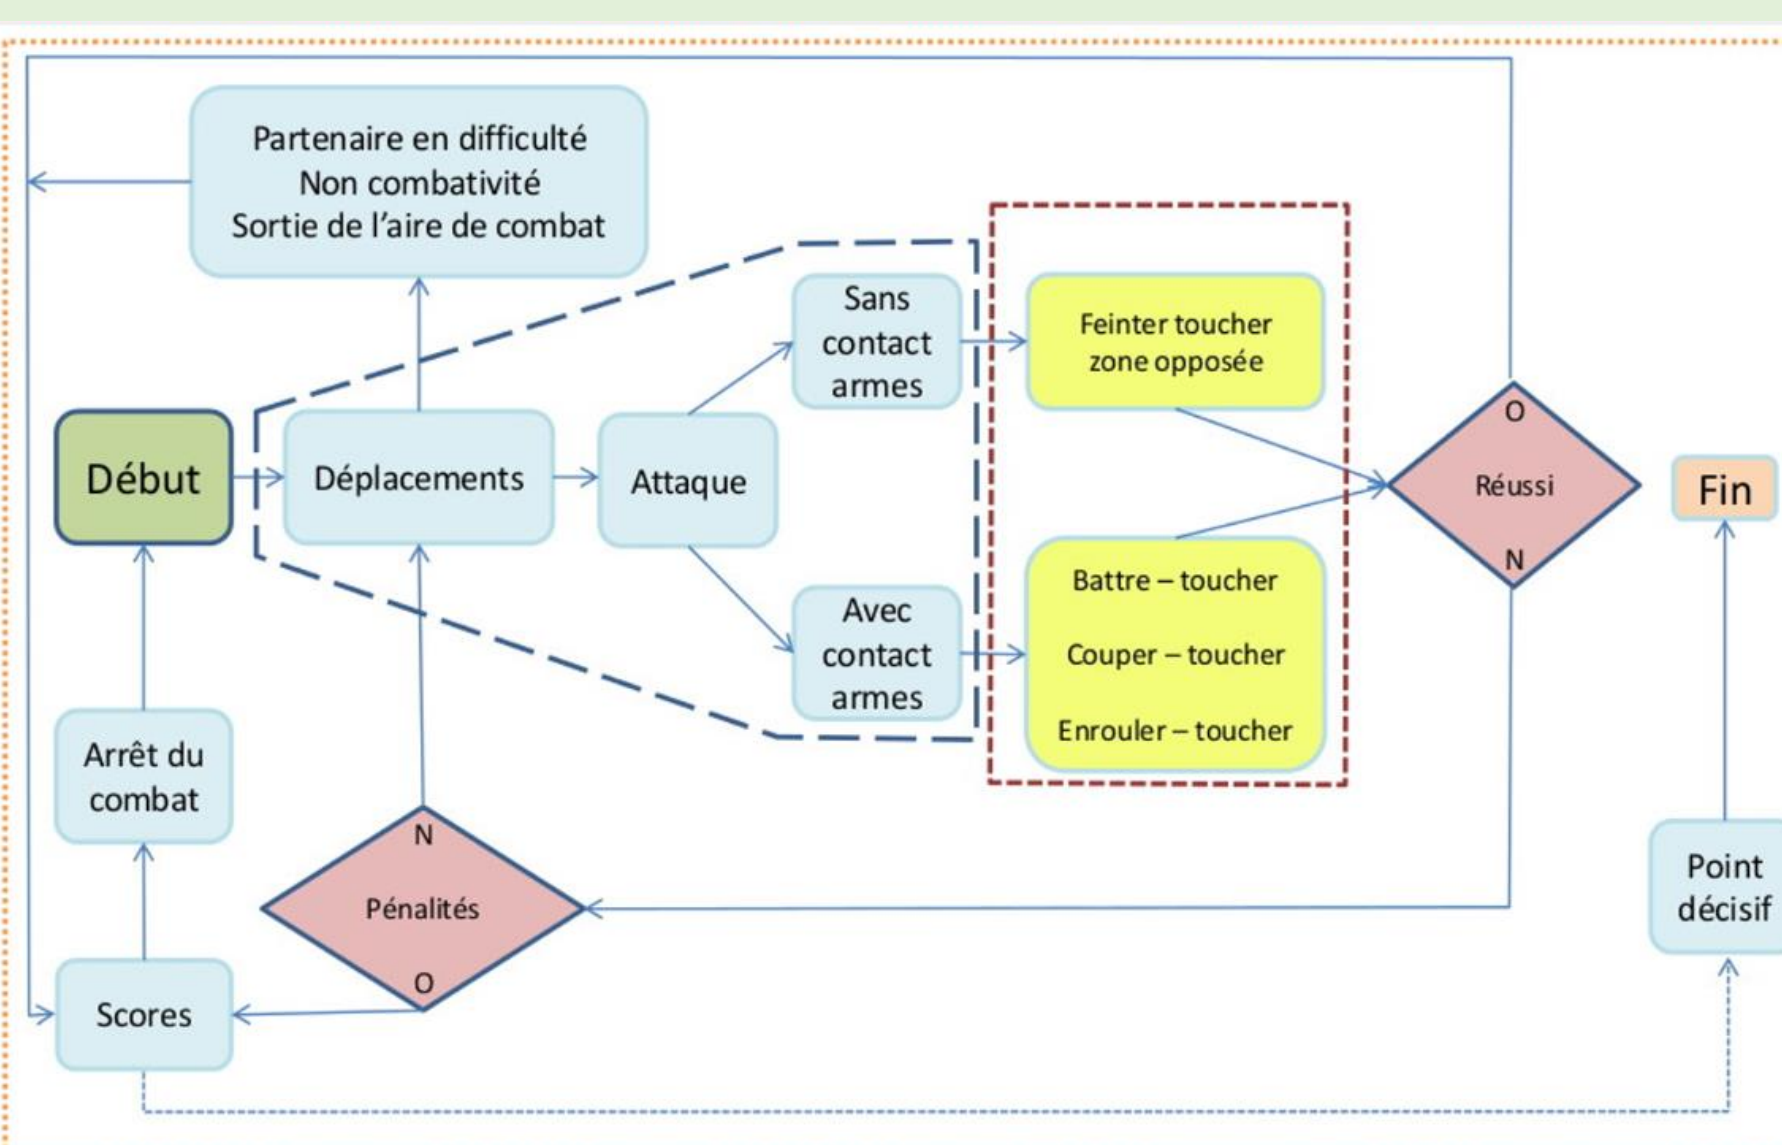 Partenaire en difficulté
Non combativité
Sortie de l’aire de combat
Sans
contact
armes
Feinter toucher
zone opposée
Début
Déplacements
Attaque
O
Réussi
N
Fin
Avec
contact
armes
Battre – toucher
Couper – toucher
Enrouler – toucher
Arrêt du
combat
N
Pénalités
O
Point
décisif
Scores